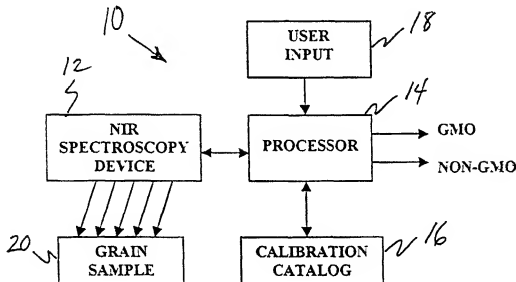 10
18
USER
INPUT
12
14
NIR
SPECTROSCOPY
DEVICE
PROCESSOR
GMO
NON-GMO
20
GRAIN
SAMPLE
CALIBRATION
CATALOG
16